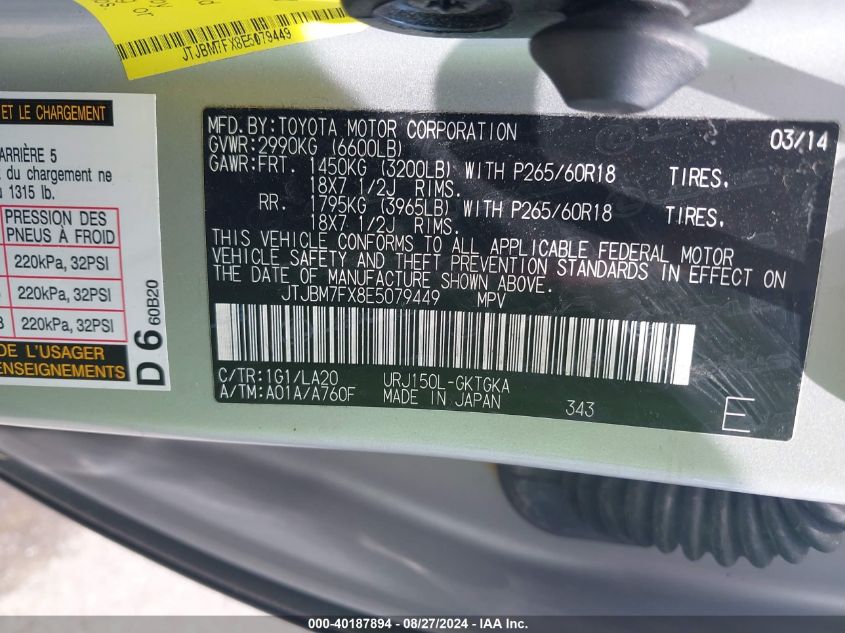 JTJBM7FX8E5079449
ET LE CHARGEMENT
ARRIÈRE 5
du chargement ne
1315 lb.
PRESSION DES
PNEUS À FROID
220kPa, 32PSI
220kPa, 32PSI
220kPa, 32PSI
DE L'USAGER
RENSEIGNEMENTS
D 6 60B20
MFD. BY:TOYOTA MOTOR CORPORATION 03/14
GVWR:2990KG (6600LB)
GAWR:FRT. 1450KG (3200LB) WITH P265/60R18 TIRES,
18X7 1/2J RIMS.
RR. 1795KG (3965LB) WITH P265/60R18 TIRES,
18X7 1/2J RIMS.
THIS VEHICLE CONFORMS TO ALL APPLICABLE FEDERAL MOTOR
VEHICLE SAFETY AND THEFT PREVENTION STANDARDS IN EFFECT ON
THE DATE OF MANUFACTURE SHOWN ABOVE.
JTJBM7FX8E5079449 MPV
C/TR:1G1/LA20 URJ150L-GKTGKA
A/TM:A01A/A760F MADE IN JAPAN 343 E
000-40187894 - 08/27/2024 - IAAI - Copyright IAA, LLC.